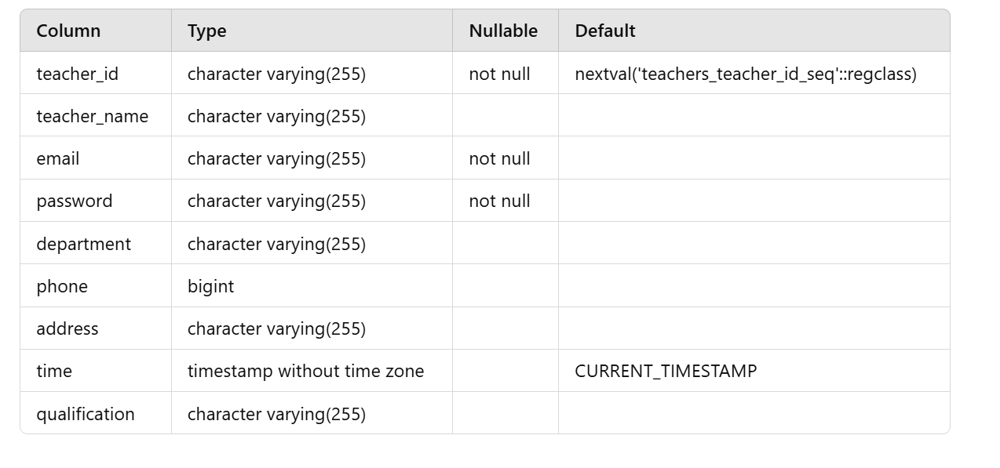 Column Type Nullable Default
teacher_id character varying(255) not null nextval('teachers_teacher_id_seq'::regclass)
teacher_name character varying(255)
email character varying(255) not null
password character varying(255) not null
department character varying(255)
phone bigint
address character varying(255)
time timestamp without time zone CURRENT_TIMESTAMP
qualification character varying(255)